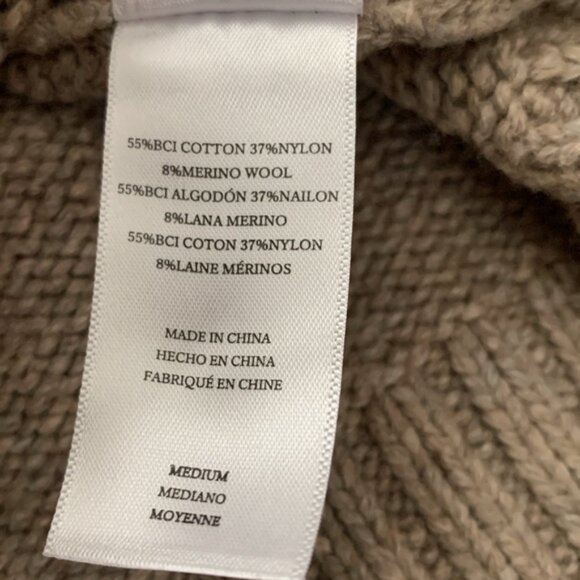 55%BCI COTTON 37%NYLON
8%MERINO WOOL
55%BCI ALGODÓN 37%NAILON
8%LANA MERINO
55%BCI COTON 37%NYLON
8%LAINE MÉRINOS
MADE IN CHINA
HECHO EN CHINA
FABRIQUÉ EN CHINE
MEDIUM
MEDIANO
MOYENNE